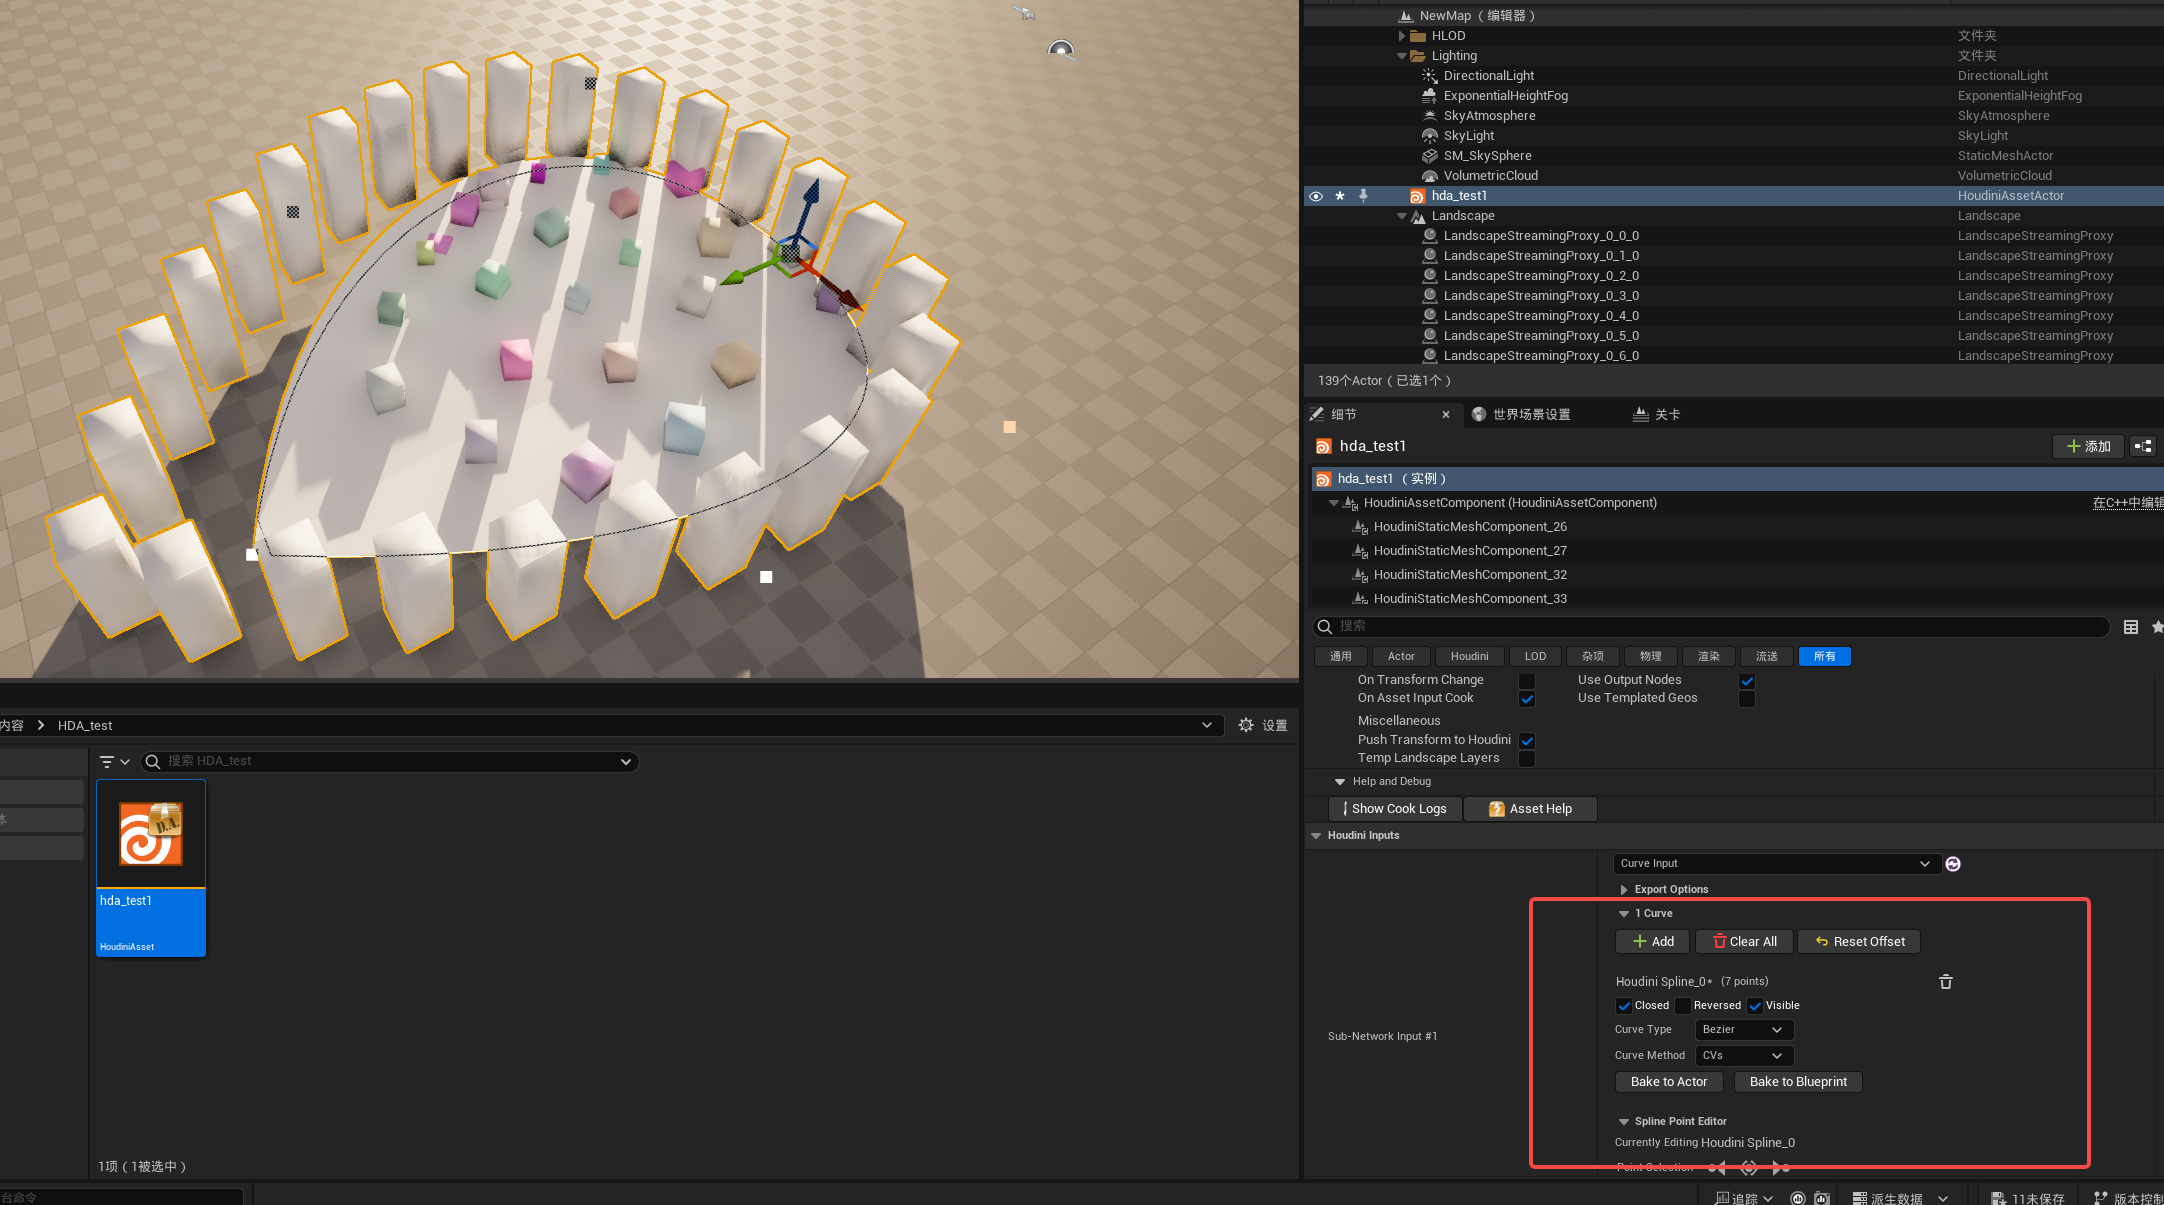 NewMap（编辑器）
HLOD 文件夹
Lighting 文件夹
DirectionalLight DirectionalLight
ExponentialHeightFog ExponentialHeightFog
SkyAtmosphere SkyAtmosphere
SkyLight SkyLight
SM_SkySphere StaticMeshActor
VolumetricCloud VolumetricCloud
hda_test1 HoudiniAssetActor
Landscape Landscape
LandscapeStreamingProxy_0_0_0 LandscapeStreamingProxy
LandscapeStreamingProxy_0_1_0 LandscapeStreamingProxy
LandscapeStreamingProxy_0_2_0 LandscapeStreamingProxy
LandscapeStreamingProxy_0_3_0 LandscapeStreamingProxy
LandscapeStreamingProxy_0_4_0 LandscapeStreamingProxy
LandscapeStreamingProxy_0_5_0 LandscapeStreamingProxy
LandscapeStreamingProxy_0_6_0 LandscapeStreamingProxy
139个Actor（已选1个）
细节 世界场景设置 关卡
hda_test1 添加
hda_test1（实例）
HoudiniAssetComponent (HoudiniAssetComponent) 在C++中编辑
HoudiniStaticMeshComponent_26
HoudiniStaticMeshComponent_27
HoudiniStaticMeshComponent_32
HoudiniStaticMeshComponent_33
搜索
通用 Actor Houdini LOD 杂项 物理 渲染 流送 所有
On Transform Change Use Output Nodes
On Asset Input Cook Use Templated Geos
Miscellaneous
Push Transform to Houdini
Temp Landscape Layers
Help and Debug
Show Cook Logs Asset Help
Houdini Inputs
Curve Input
Export Options
1 Curve
Add Clear All Reset Offset
Houdini Spline_0* (7 points)
Closed Reversed Visible
Sub-Network Input #1
Curve Type Bezier
Curve Method CVs
Bake to Actor Bake to Blueprint
Spline Point Editor
Currently Editing Houdini Spline_0
Point Selection
内容 HDA_test 设置
搜索 HDA_test
体
D.A.
hda_test1
HoudiniAsset
1项（1被选中）
台命令
追踪 派生数据 11未保存 版本控制